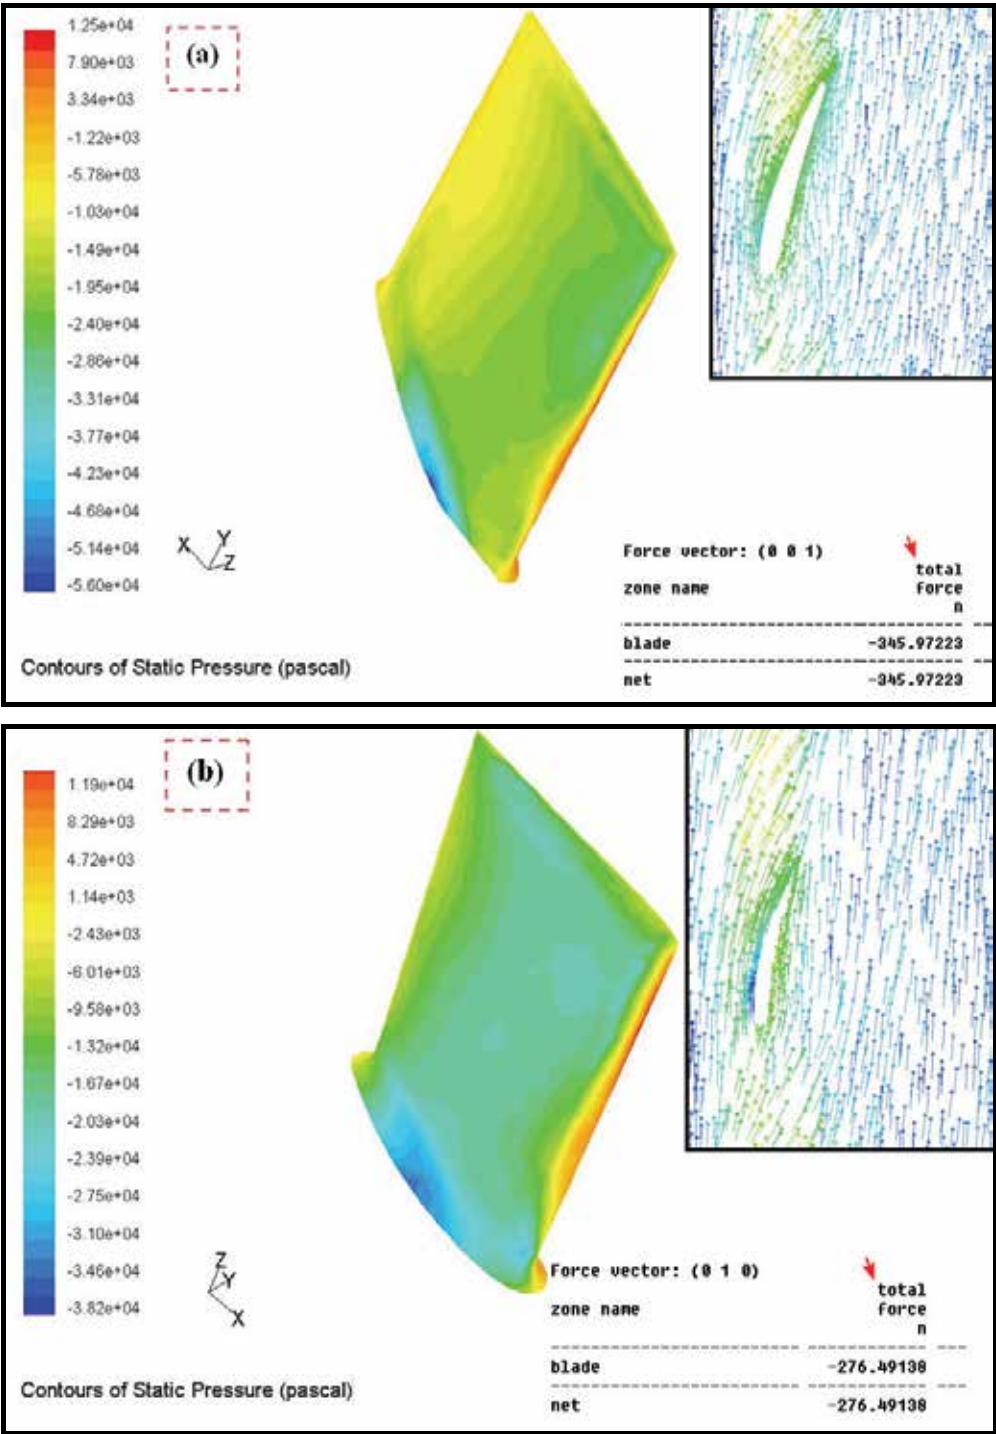 1.25e+04
(a)
7.90e+03
3.34e+03
-1.22e+03
-5.78e+03
-1.03e+04
-1.49e+04
-1.95e+04
-2.40e+04
-2.86e+04
-3.31e+04
-3.77e+04
-4.23e+04
-4.68e+04
-5.14e+04
-5.60e+04
X Y Z
Force vector: (0 0 1)
total
zone name force
n
blade -345.97223
net -345.97223
Contours of Static Pressure (pascal)
(b)
1.19e+04
8.29e+03
4.72e+03
1.14e+03
-2.43e+03
-6.01e+03
-9.58e+03
-1.32e+04
-1.67e+04
-2.03e+04
-2.39e+04
-2.75e+04
-3.10e+04
-3.46e+04
-3.82e+04
Z Y X
Force vector: (0 1 0)
total
zone name force
n
blade -276.49138
net -276.49138
Contours of Static Pressure (pascal)